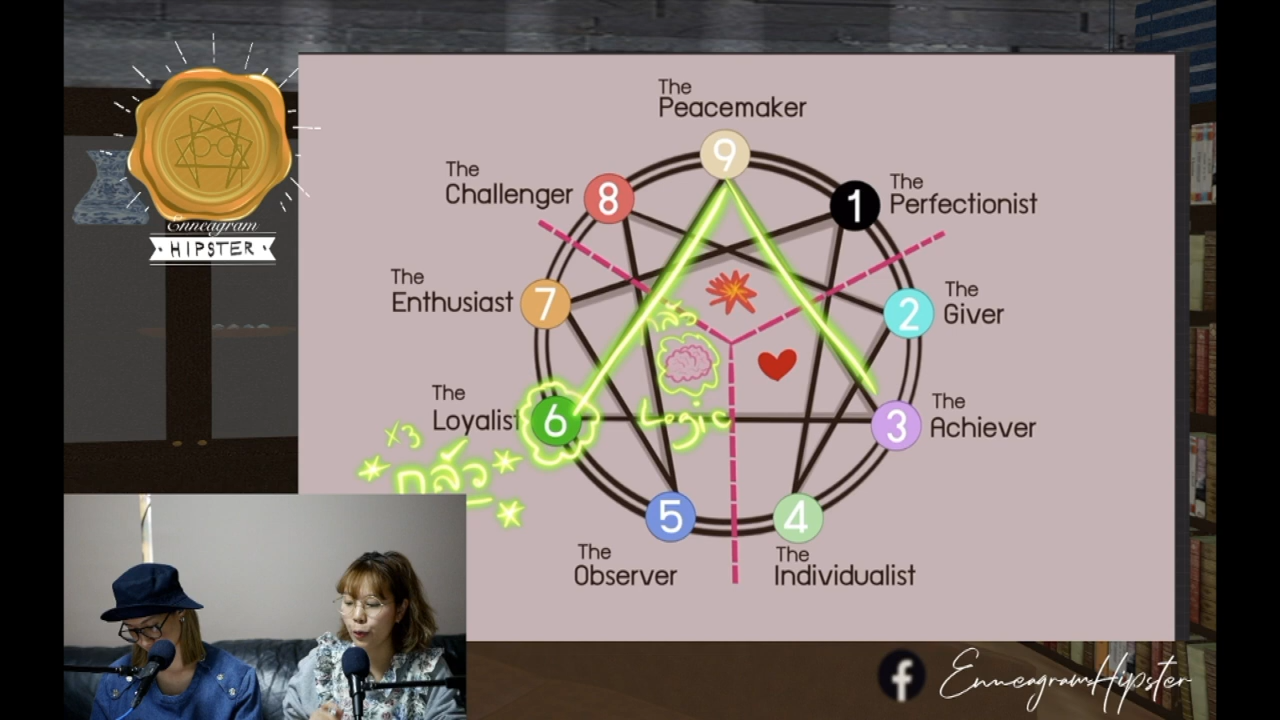 Enneagram
HIPSTER
The
Peacemaker
9
The
Challenger
8
1
The
Perfectionist
The
Enthusiast
7
2
The
Giver
กลัว
The
Loyalist
6
Logic
3
The
Achiever
x3
กลัว
5
4
The
Observer
The
Individualist
f
EnneagramHipster